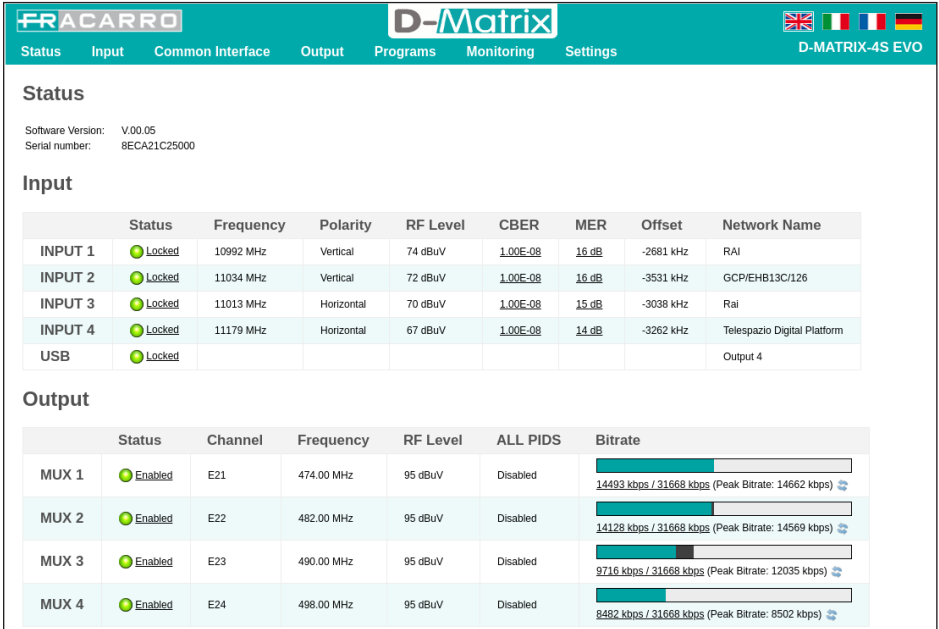 FRACARRO
D-Matrix
Status Input Common Interface Output Programs Monitoring Settings D-MATRIX-4S EVO
Status
Software Version: V.00.05
Serial number: 8ECA21C25000
Input
Status Frequency Polarity RF Level CBER MER Offset Network Name
INPUT 1 Locked 10992 MHz Vertical 74 dBuV 1.00E-08 16 dB -2681 kHz RAI
INPUT 2 Locked 11034 MHz Vertical 72 dBuV 1.00E-08 16 dB -3531 kHz GCP/EHB13C/126
INPUT 3 Locked 11013 MHz Horizontal 70 dBuV 1.00E-08 15 dB -3038 kHz Rai
INPUT 4 Locked 11179 MHz Horizontal 67 dBuV 1.00E-08 14 dB -3262 kHz Telespazio Digital Platform
USB Locked Output 4
Output
Status Channel Frequency RF Level ALL PIDS Bitrate
MUX 1 Enabled E21 474.00 MHz 95 dBuV Disabled
14493 kbps / 31668 kbps (Peak Bitrate: 14662 kbps)
MUX 2 Enabled E22 482.00 MHz 95 dBuV Disabled
14128 kbps / 31668 kbps (Peak Bitrate: 14569 kbps)
MUX 3 Enabled E23 490.00 MHz 95 dBuV Disabled
9716 kbps / 31668 kbps (Peak Bitrate: 12035 kbps)
MUX 4 Enabled E24 498.00 MHz 95 dBuV Disabled
8482 kbps / 31668 kbps (Peak Bitrate: 8502 kbps)